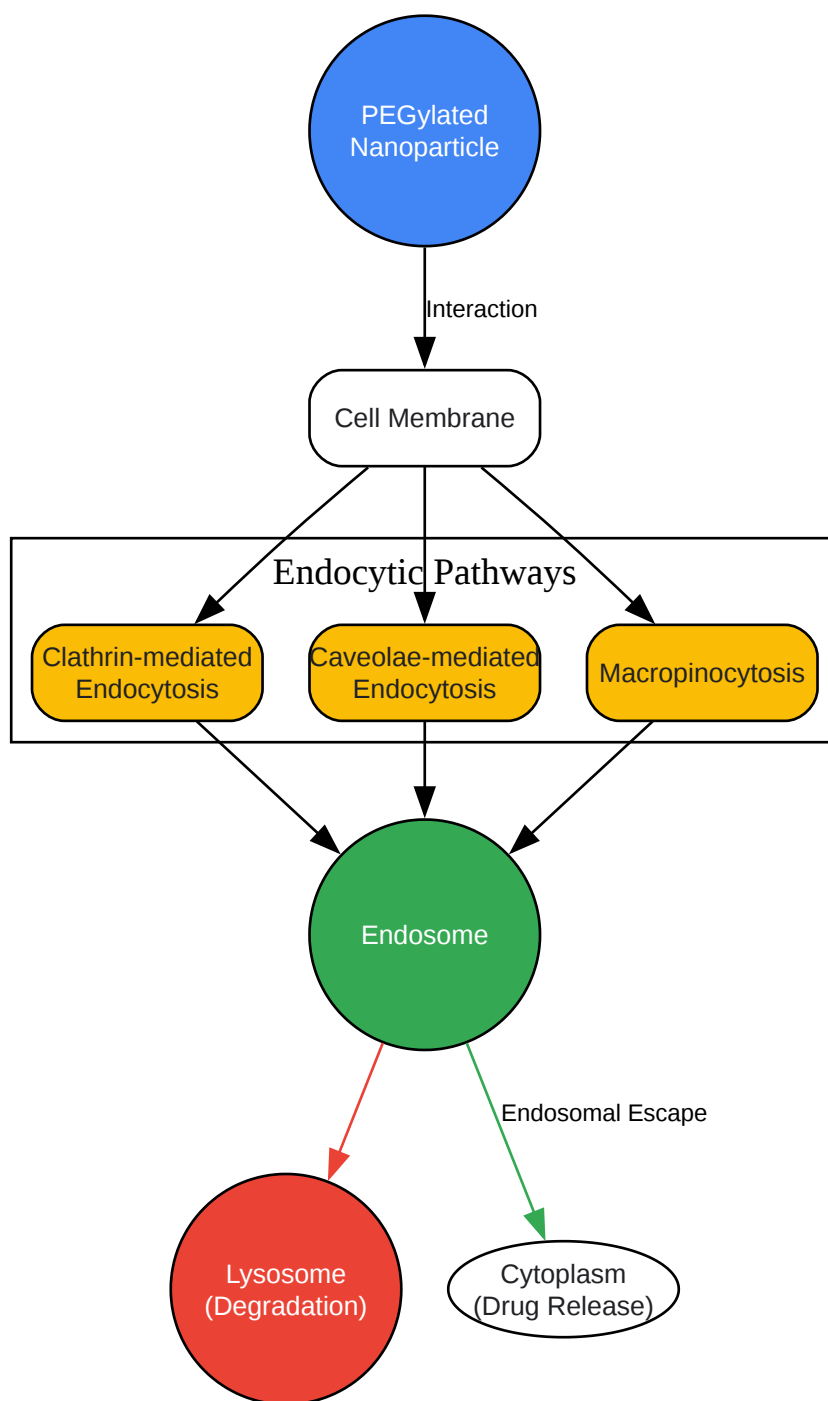 PEGylated
Nanoparticle
Interaction
Cell Membrane
Endocytic Pathways
Clathrin-mediated
Endocytosis
Caveolae-mediated
Endocytosis
Macropinocytosis
Endosome
Endosomal Escape
Lysosome
(Degradation)
Cytoplasm
(Drug Release)